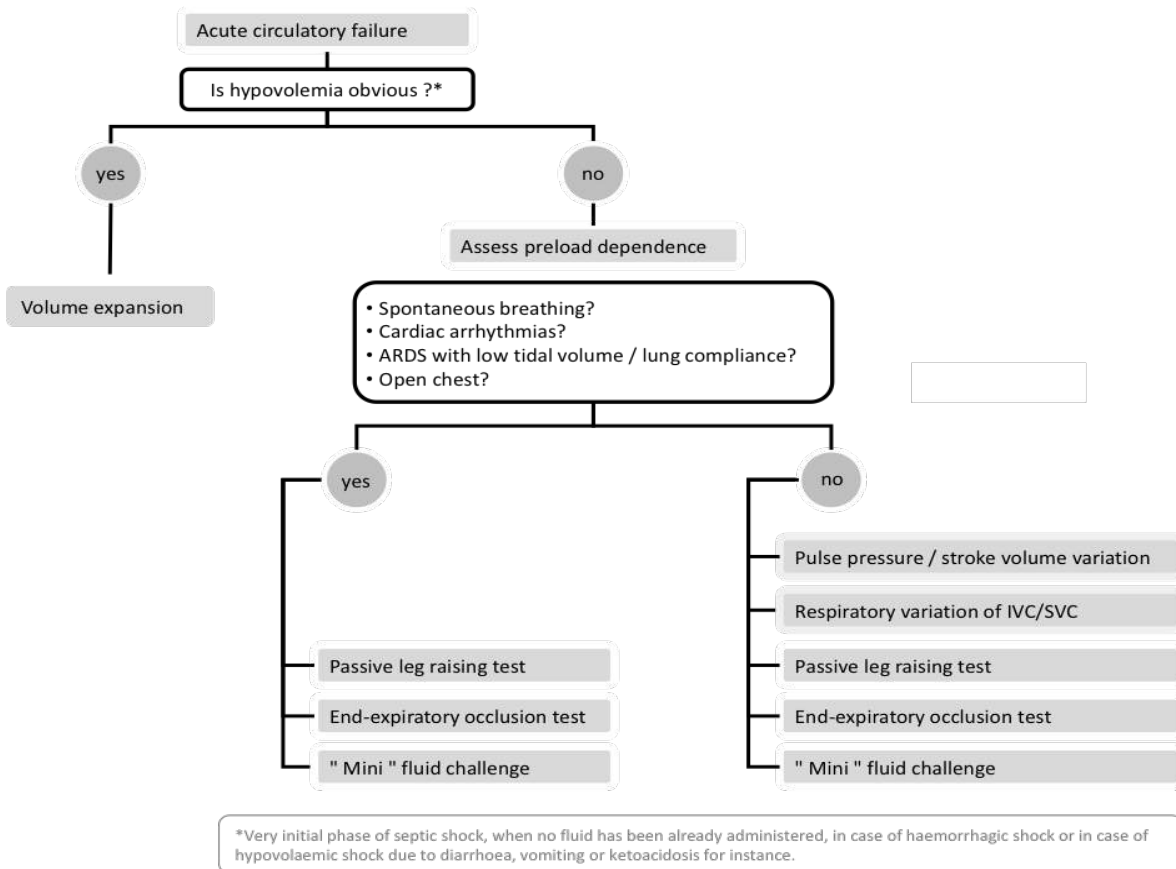 Acute circulatory failure
Is hypovolemia obvious ?*
yes
no
Assess preload dependence
Volume expansion
• Spontaneous breathing?
• Cardiac arrhythmias?
• ARDS with low tidal volume / lung compliance?
• Open chest?
yes
no
Pulse pressure / stroke volume variation
Respiratory variation of IVC/SVC
Passive leg raising test
End-expiratory occlusion test
" Mini " fluid challenge
Passive leg raising test
End-expiratory occlusion test
" Mini " fluid challenge
*Very initial phase of septic shock, when no fluid has been already administered, in case of haemorrhagic shock or in case of
hypovolaemic shock due to diarrhoea, vomiting or ketoacidosis for instance.